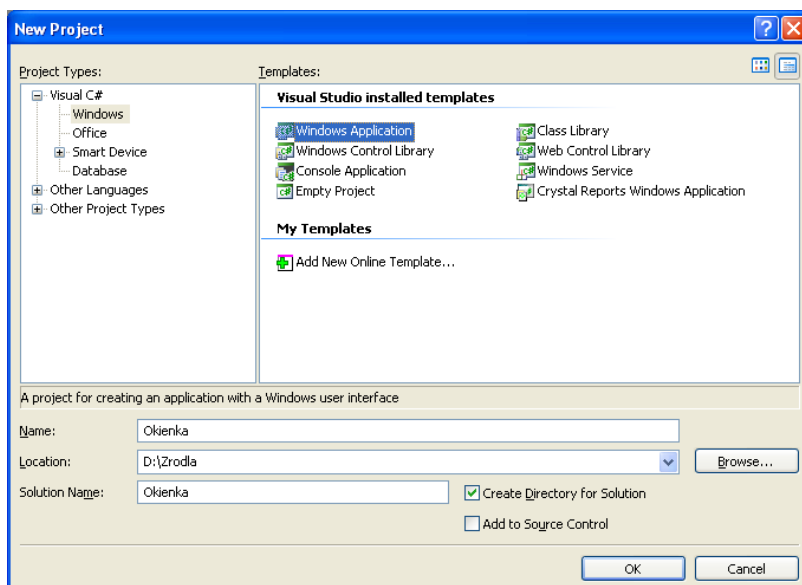 New Project
Project Types:
Templates:
Visual C#
Windows
Office
Smart Device
Database
Other Languages
Other Project Types
Visual Studio installed templates
Windows Application
Class Library
Windows Control Library
Web Control Library
Console Application
Windows Service
Empty Project
Crystal Reports Windows Application
My Templates
Add New Online Template...
A project for creating an application with a Windows user interface
Name:
Okienka
Location:
D:\Zrodla
Browse...
Solution Name:
Okienka
Create Directory for Solution
Add to Source Control
OK
Cancel